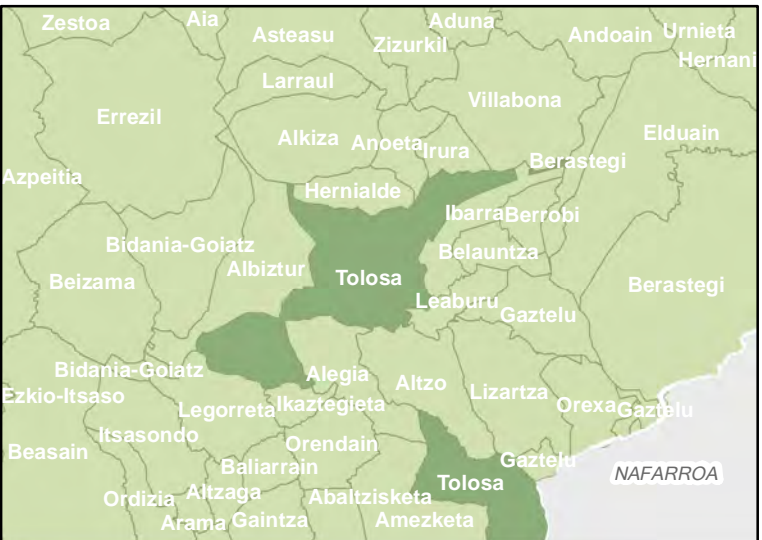 Zestoa
Aia
Asteasu
Aduna
Zizurkil
Andoain
Urnieta
Hernani
Larraul
Villabona
Errezil
Alkiza
Anoeta
Irura
Elduain
Berastegi
Azpeitia
Hernialde
Ibarra
Berrobi
Bidania-Goiatz
Albiztur
Belauntza
Beizama
Tolosa
Berastegi
Leaburu
Gaztelu
Bidania-Goiatz
Alegia
Altzo
Lizartza
Ezkio-Itsaso
Legorreta
Ikaztegieta
Orexa
Gaztelu
Itsasondo
Orendain
Beasain
Baliarrain
Gaztelu
Tolosa
NAFARROA
Ordizia
Altzaga
Abaltzisketa
Arama
Gaintza
Amezketa